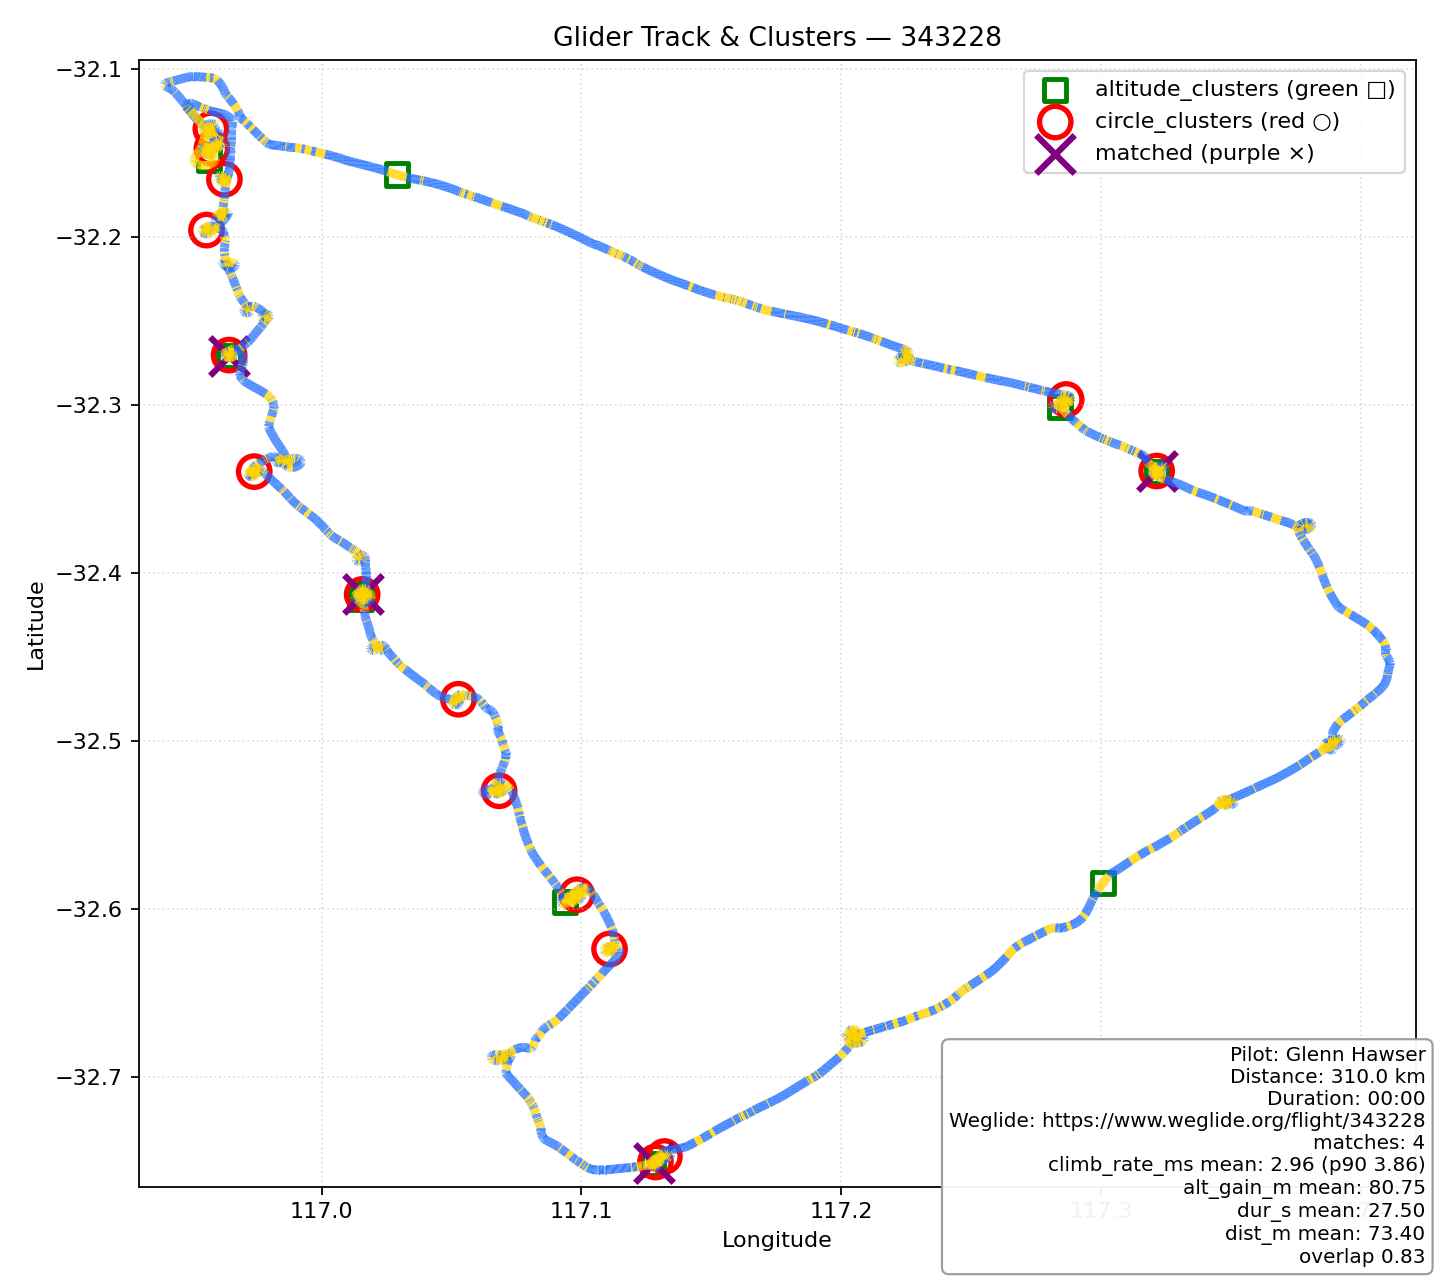 Glider Track & Clusters — 343228
altitude_clusters (green □)
circle_clusters (red ○)
matched (purple ×)
−32.1
−32.2
−32.3
−32.4
−32.5
−32.6
−32.7
Latitude
117.0
117.1
117.2
117.3
Longitude
Pilot: Glenn Hawser
Distance: 310.0 km
Duration: 00:00
Weglide: https://www.weglide.org/flight/343228
matches: 4
climb_rate_ms mean: 2.96 (p90 3.86)
alt_gain_m mean: 80.75
dur_s mean: 27.50
dist_m mean: 73.40
overlap 0.83